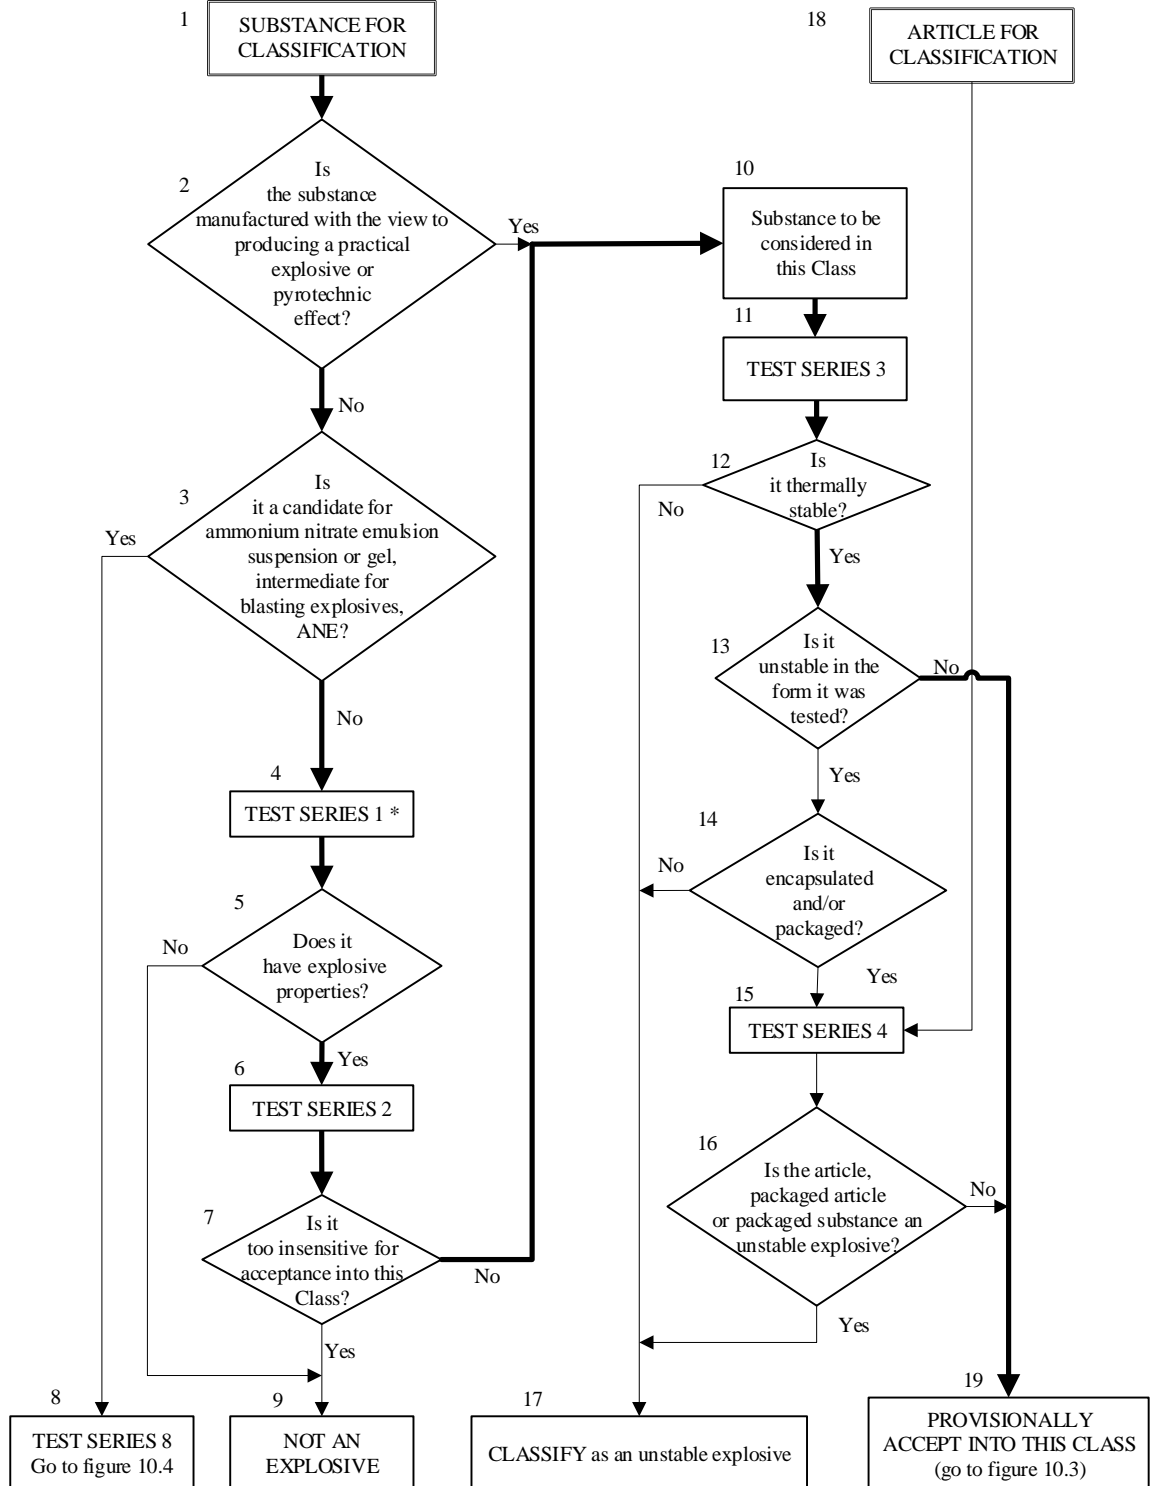 1
SUBSTANCE FOR
CLASSIFICATION
18
ARTICLE FOR
CLASSIFICATION
2
Is
the substance
manufactured with the view to
producing a practical
explosive or
pyrotechnic
effect?
Yes
No
10
Substance to be
considered in
this Class
11
TEST SERIES 3
3
Is
it a candidate for
ammonium nitrate emulsion
suspension or gel,
intermediate for
blasting explosives,
ANE?
Yes
No
12
Is
it thermally
stable?
No
Yes
13
Is it
unstable in the
form it was
tested?
No
Yes
4
TEST SERIES 1 *
14
Is it
encapsulated
and/or
packaged?
No
Yes
5
Does it
have explosive
properties?
No
Yes
15
TEST SERIES 4
6
TEST SERIES 2
16
Is the article,
packaged article
or packaged substance an
unstable explosive?
No
Yes
7
Is it
too insensitive for
acceptance into this
Class?
No
Yes
8
TEST SERIES 8
Go to figure 10.4
9
NOT AN
EXPLOSIVE
17
CLASSIFY as an unstable explosive
19
PROVISIONALLY
ACCEPT INTO THIS CLASS
(go to figure 10.3)